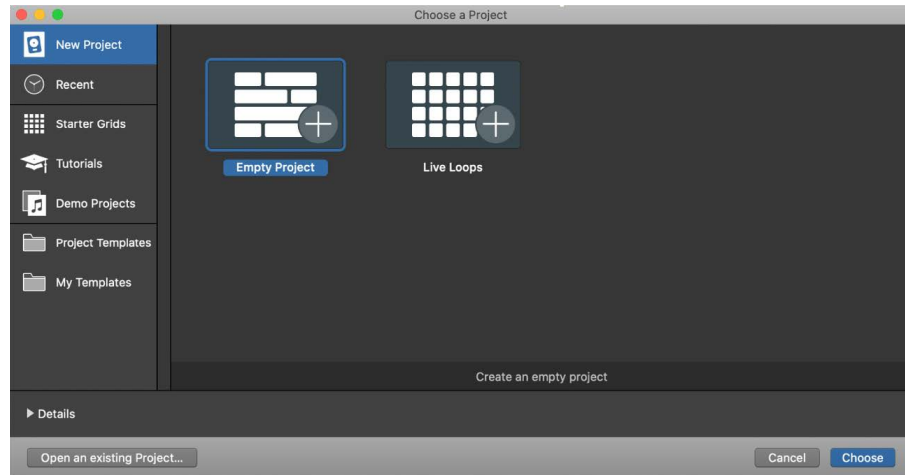 Choose a Project
New Project
Recent
Starter Grids
Tutorials
Demo Projects
Project Templates
My Templates
Empty Project
Live Loops
Create an empty project
Details
Open an existing Project...
Cancel
Choose